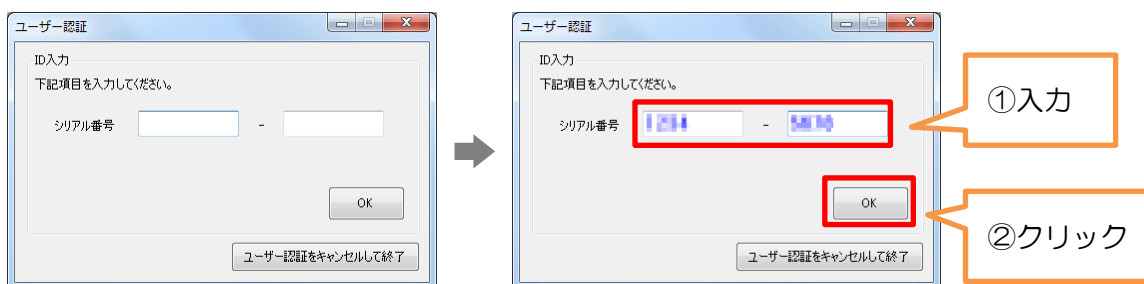 ユーザー認証
ID入力
下記項目を入力してください。
シリアル番号 -
OK
ユーザー認証をキャンセルして終了
ユーザー認証
ID入力
下記項目を入力してください。
シリアル番号 -
OK
ユーザー認証をキャンセルして終了
①入力
②クリック